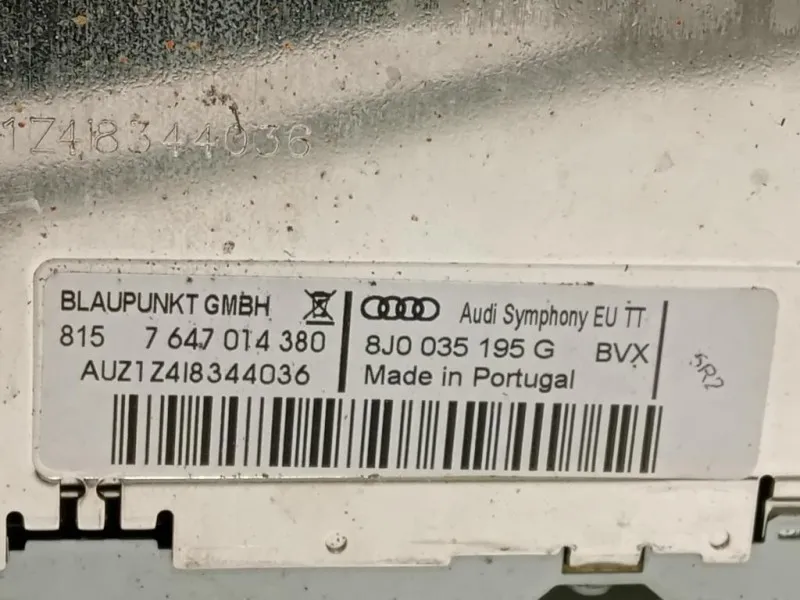 1Z4I8344036
BLAUPUNKT GMBH
815 7 647 014 380
AUZ1Z4I8344036
Audi Symphony EU TT
8J0 035 195 G BVX
Made in Portugal